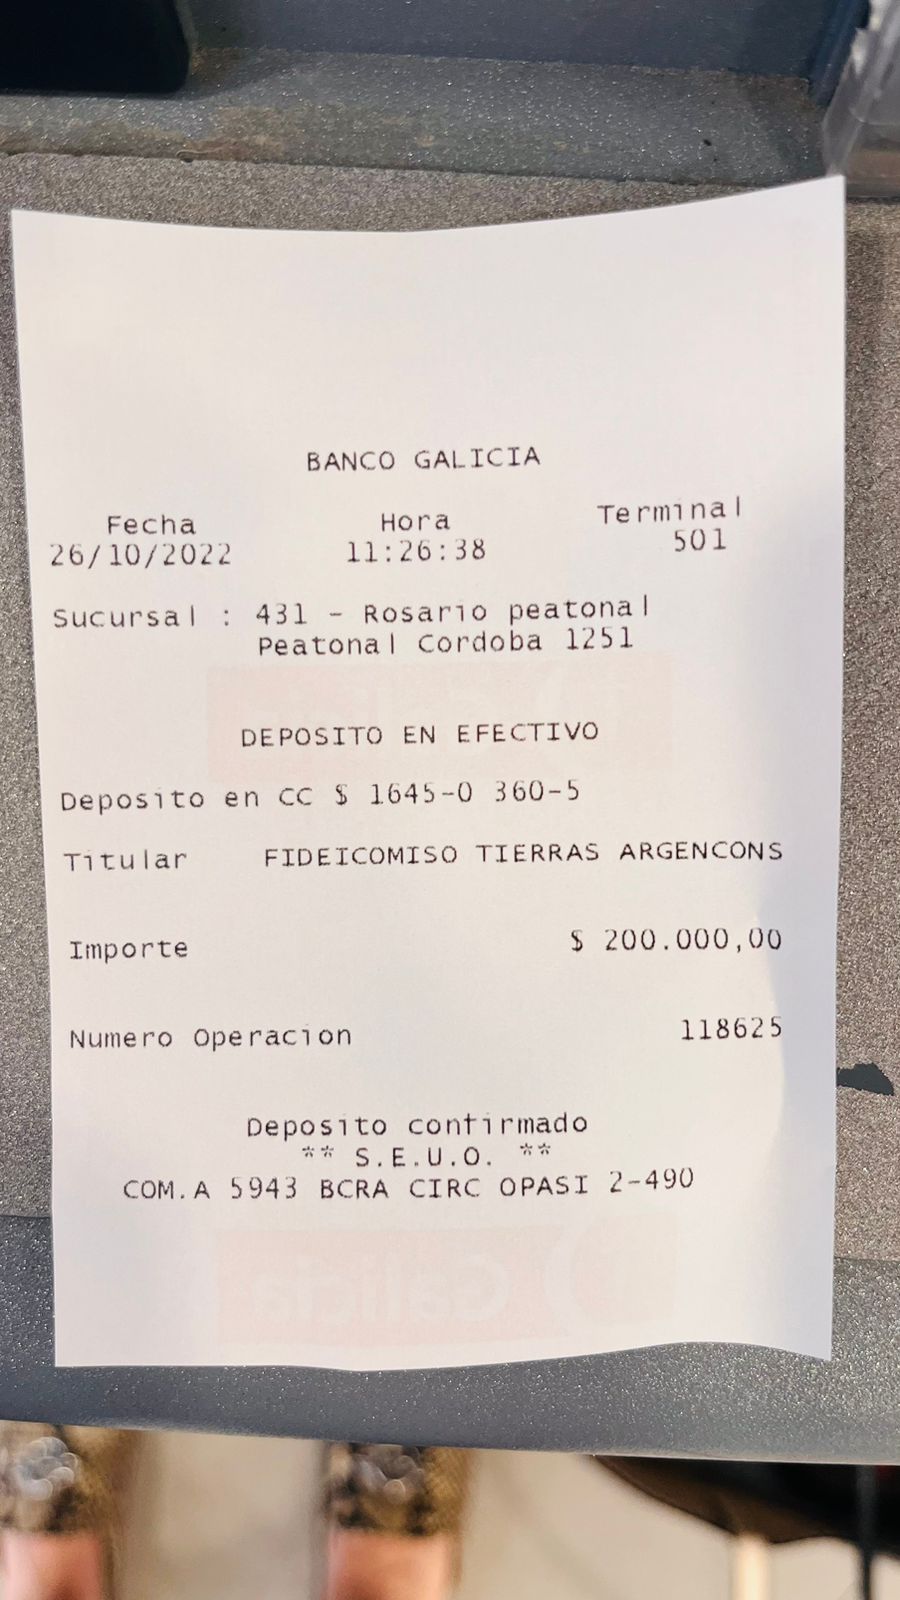 BANCO GALICIA
Fecha Hora Terminal
26/10/2022 11:26:38 501
Sucursal : 431 - Rosario peatonal
Peatonal Cordoba 1251
DEPOSITO EN EFECTIVO
Deposito en CC $ 1645-0 360-5
Titular FIDEICOMISO TIERRAS ARGENCONS
Importe $ 200.000,00
Numero Operacion 118625
Deposito confirmado
** S.E.U.O. **
COM.A 5943 BCRA CIRC OPASI 2-490
Galicia